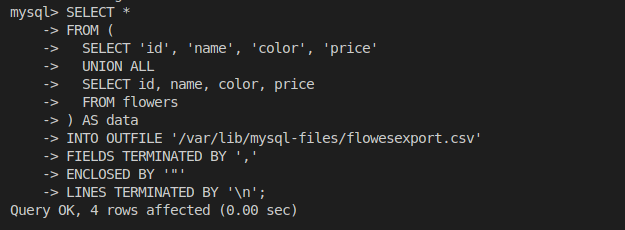 mysql> SELECT *
    -> FROM (
    ->   SELECT 'id', 'name', 'color', 'price'
    ->   UNION ALL
    ->   SELECT id, name, color, price
    ->   FROM flowers
    -> ) AS data
    -> INTO OUTFILE '/var/lib/mysql-files/flowesexport.csv'
    -> FIELDS TERMINATED BY ','
    -> ENCLOSED BY '"'
    -> LINES TERMINATED BY '\n';
Query OK, 4 rows affected (0.00 sec)